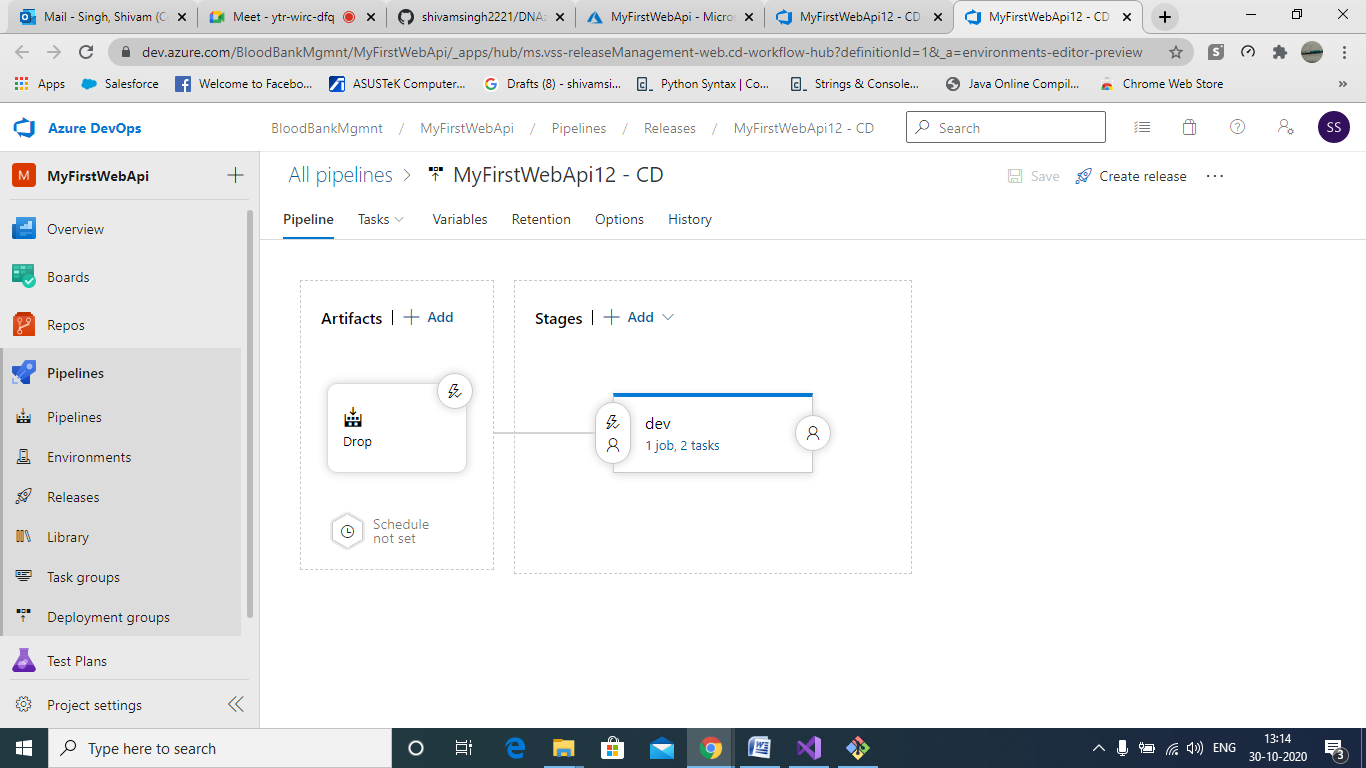 Mail - Singh, Shivam (C
Meet - ytr-wirc-dfq
shivamsingh2221/DNA
MyFirstWebApi - Micros
MyFirstWebApi12 - CD
MyFirstWebApi12 - CD
dev.azure.com/BloodBankMgmnt/MyFirstWebApi/_apps/hub/ms.vss-releaseManagement-web.cd-workflow-hub?definitionId=1&_a=environments-editor-preview
Apps
Salesforce
Welcome to Facebo...
ASUSTeK Computer...
Drafts (8) - shivamsi...
Python Syntax | Co...
Strings & Console...
Java Online Compil...
Chrome Web Store
Azure DevOps
BloodBankMgmnt / MyFirstWebApi / Pipelines / Releases / MyFirstWebApi12 - CD
Search
SS
M MyFirstWebApi
All pipelines > MyFirstWebApi12 - CD
Save
Create release
Pipeline
Tasks
Variables
Retention
Options
History
Overview
Boards
Repos
Pipelines
Pipelines
Environments
Releases
Library
Task groups
Deployment groups
Test Plans
Project settings
Artifacts | + Add
Stages | + Add
Drop
Schedule
not set
dev
1 job, 2 tasks
Type here to search
ENG
13:14
30-10-2020
3